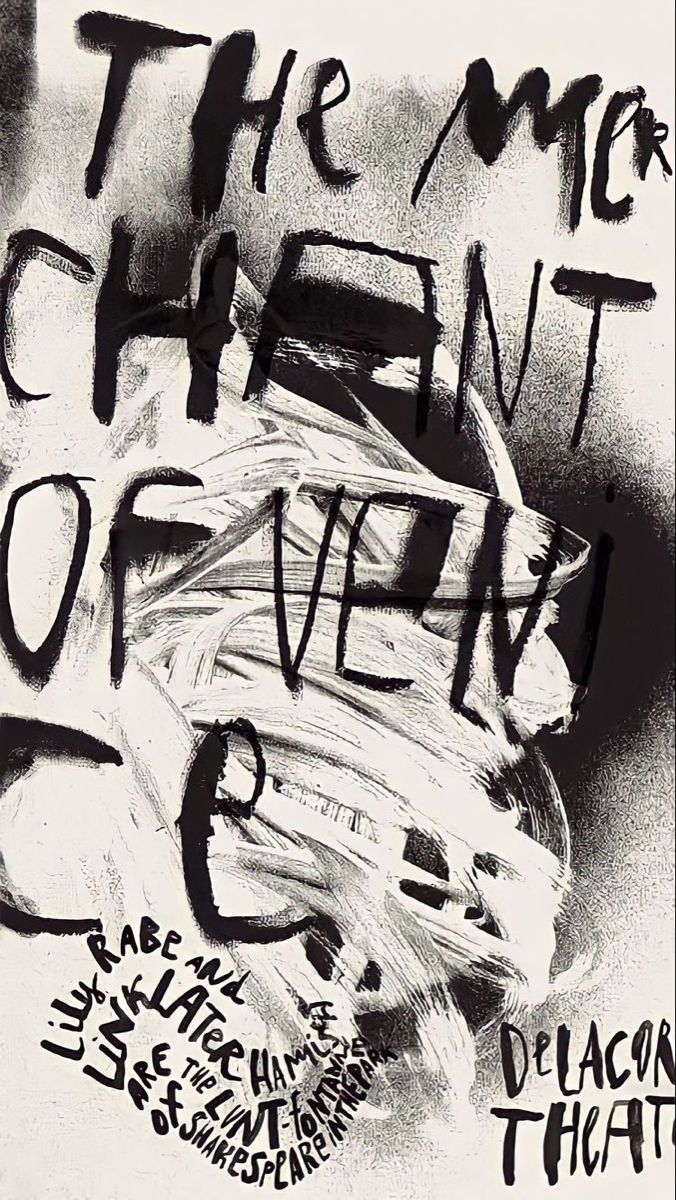 THe Mer
CHANT
OF VENi
Ce
Lily RABE AND HAMiSH
LiNKLATeR
ARE THE LUNT-fONTANNE
Of SHAKESPEARe iN THE PARK
DeLACOR
THeAT